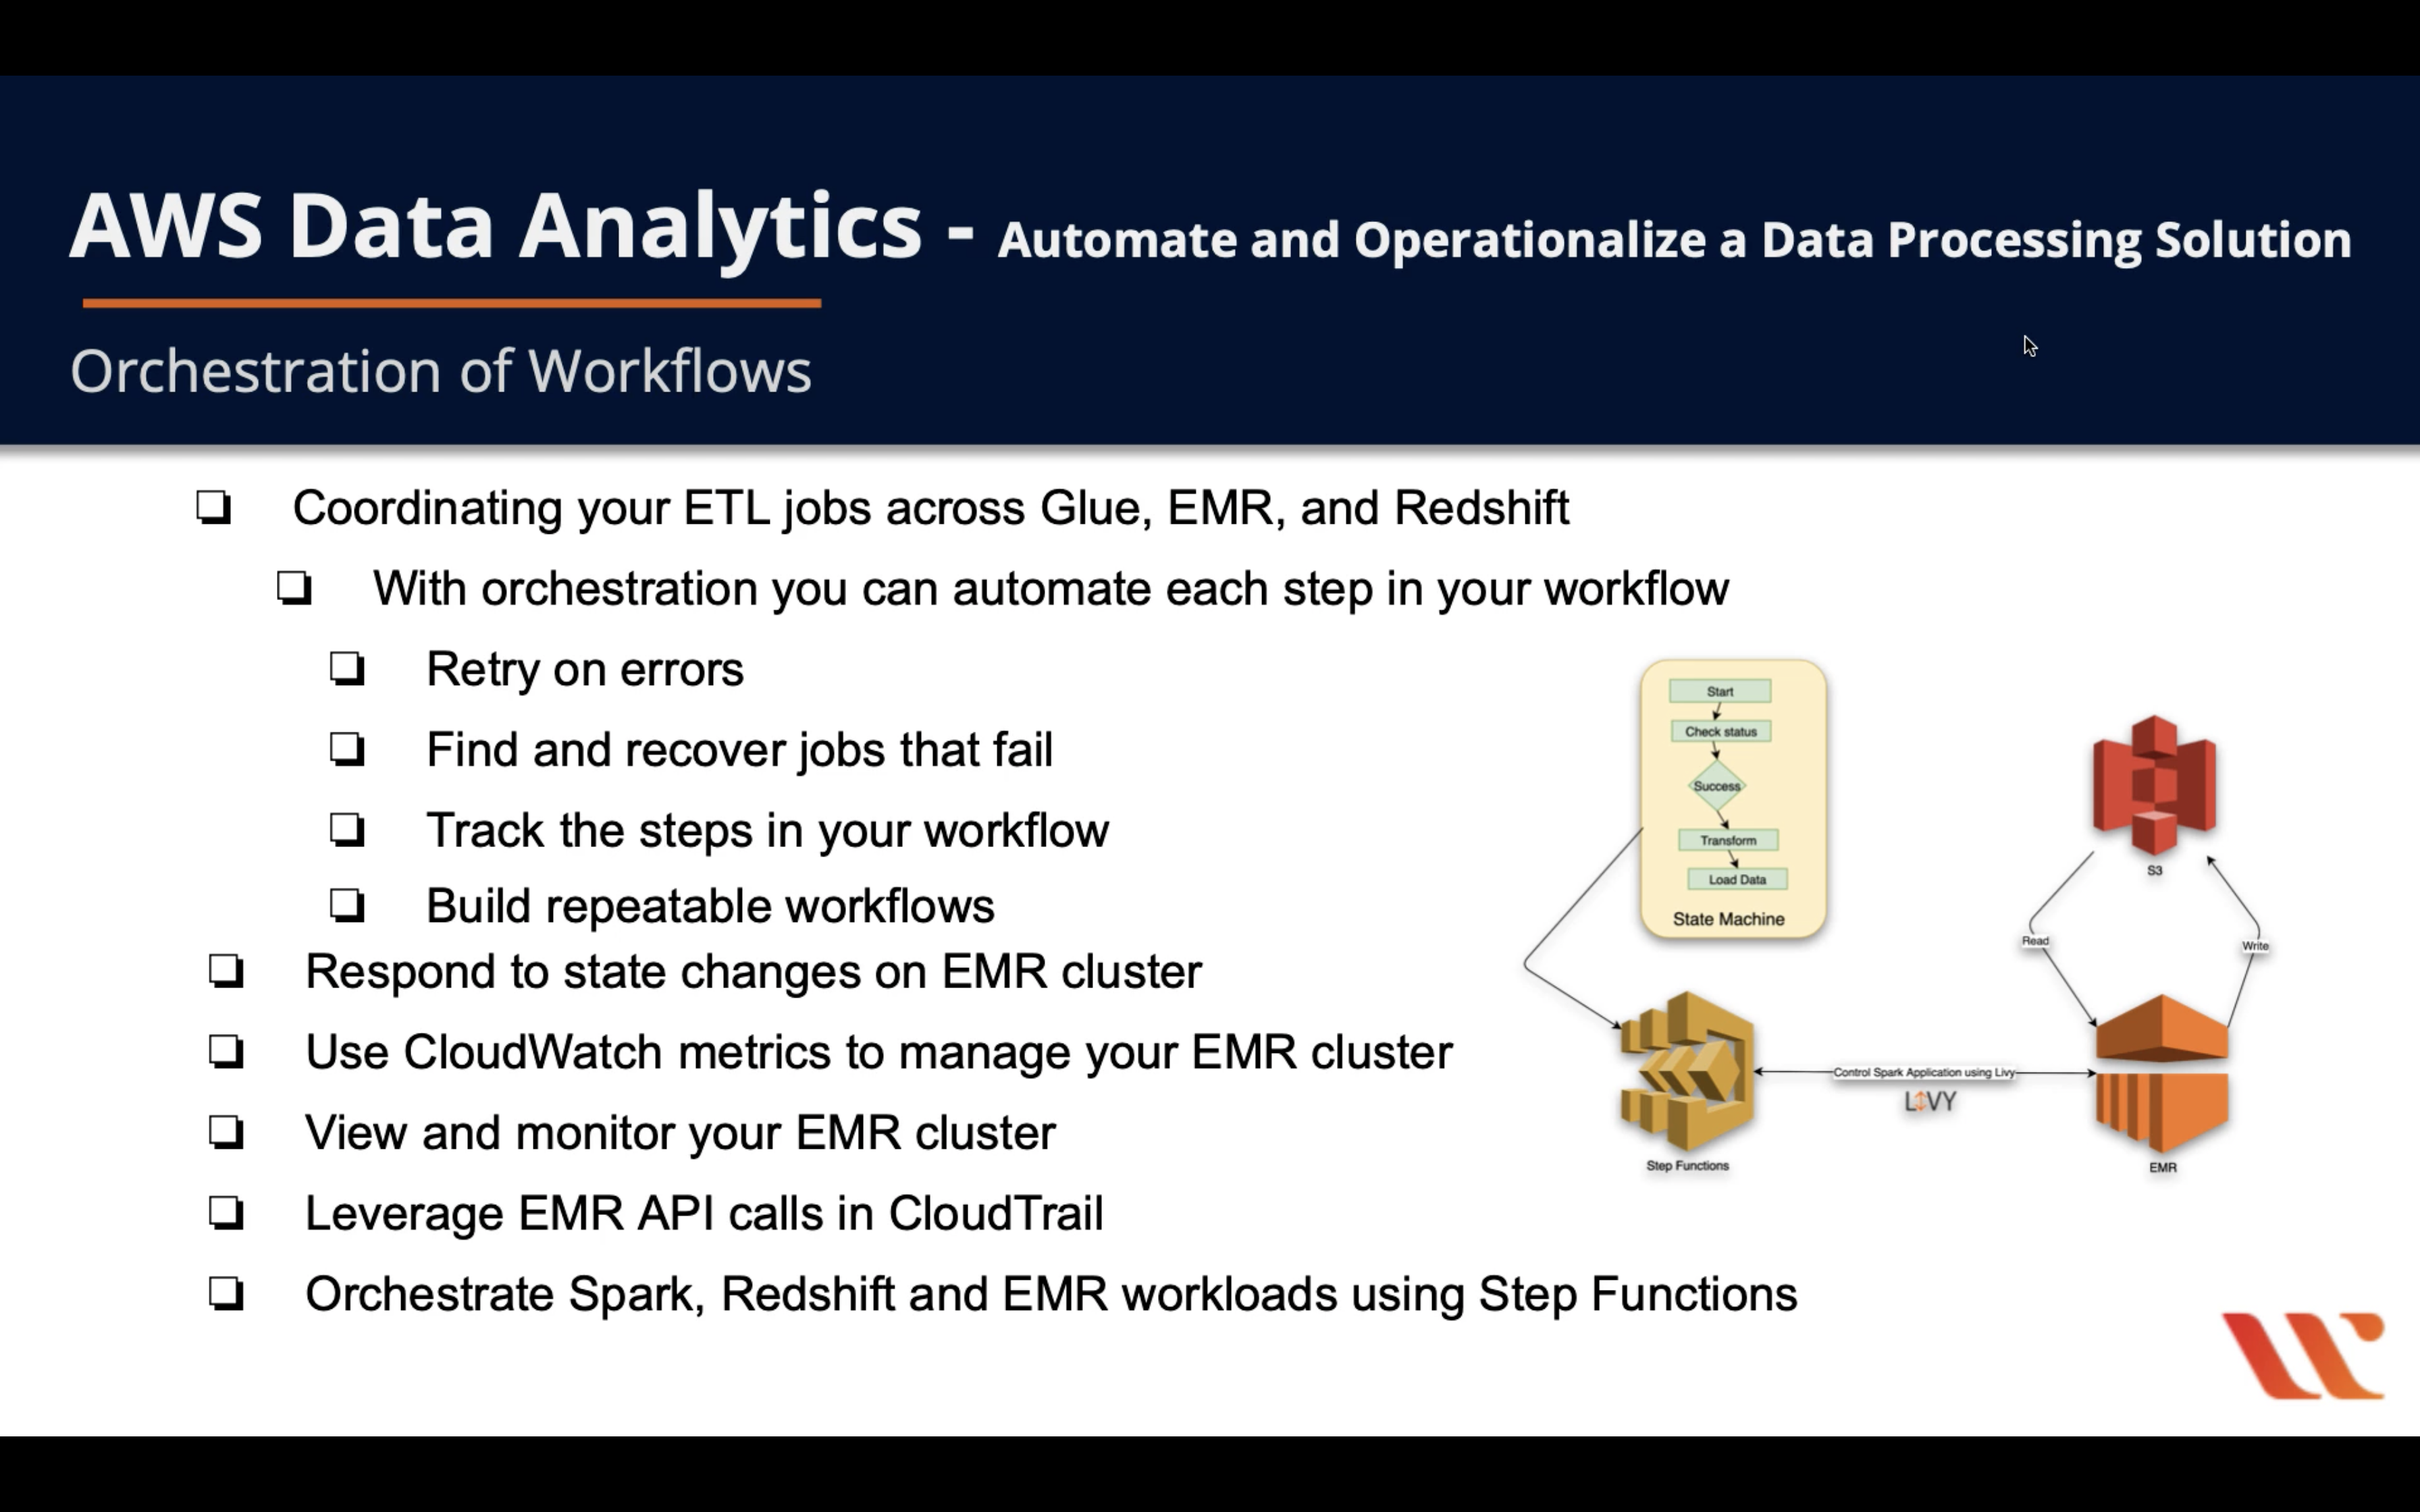 AWS Data Analytics - Automate and Operationalize a Data Processing Solution
Orchestration of Workflows
Coordinating your ETL jobs across Glue, EMR, and Redshift
With orchestration you can automate each step in your workflow
Retry on errors
Find and recover jobs that fail
Track the steps in your workflow
Build repeatable workflows
Respond to state changes on EMR cluster
Use CloudWatch metrics to manage your EMR cluster
View and monitor your EMR cluster
Leverage EMR API calls in CloudTrail
Orchestrate Spark, Redshift and EMR workloads using Step Functions
Start
Check status
Success
Transform
Load Data
State Machine
S3
Read
Write
Control Spark Application using Livy
LIVY
Step Functions
EMR